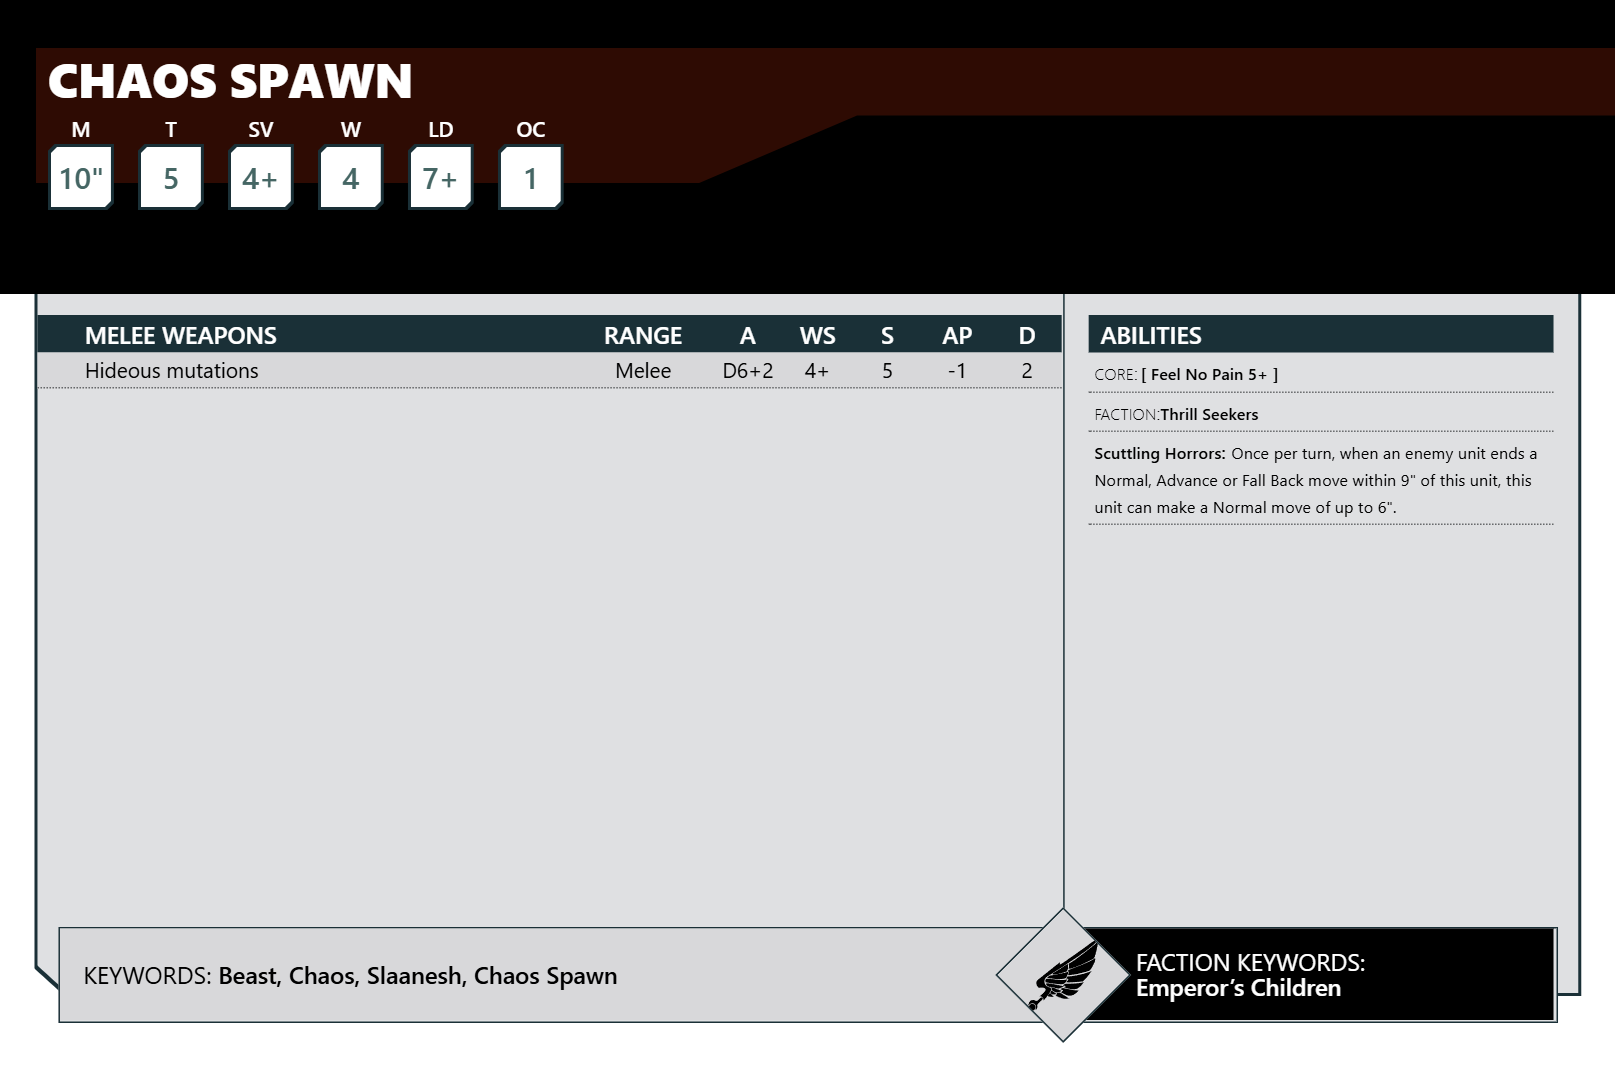 CHAOS SPAWN
M T SV W LD OC
10" 5 4+ 4 7+ 1
MELEE WEAPONS RANGE A WS S AP D
Hideous mutations Melee D6+2 4+ 5 -1 2
ABILITIES
CORE: [ Feel No Pain 5+ ]
FACTION:Thrill Seekers
Scuttling Horrors: Once per turn, when an enemy unit ends a
Normal, Advance or Fall Back move within 9" of this unit, this
unit can make a Normal move of up to 6".
KEYWORDS: Beast, Chaos, Slaanesh, Chaos Spawn
FACTION KEYWORDS:
Emperor’s Children